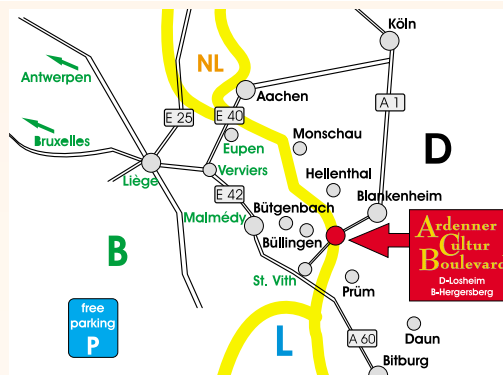 Köln
Antwerpen
NL
Aachen
A 1
E 25
E 40
Bruxelles
Eupen
Monschau
D
Liège
Verviers
Hellenthal
E 42
Blankenheim
Malmédy
Bütgenbach
Büllingen
Ardenner
Cultur
Boulevard
D-Losheim
B-Hergersberg
B
St. Vith
Prüm
free
parking
P
L
A 60
Daun
Bitburg